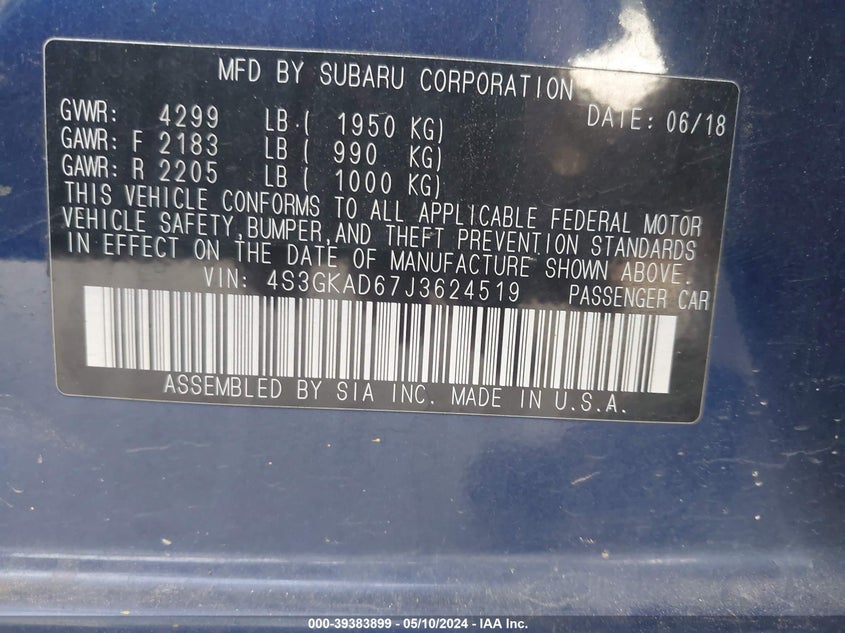 MFD BY SUBARU CORPORATION
GVWR: 4299 LB ( 1950 KG) DATE: 06/18
GAWR: F 2183 LB ( 990 KG)
GAWR: R 2205 LB ( 1000 KG)
THIS VEHICLE CONFORMS TO ALL APPLICABLE FEDERAL MOTOR
VEHICLE SAFETY, BUMPER, AND THEFT PREVENTION STANDARDS
IN EFFECT ON THE DATE OF MANUFACTURE SHOWN ABOVE.
VIN: 4S3GKAD67J3624519 PASSENGER CAR
ASSEMBLED BY SIA INC. MADE IN U.S.A.
000-39383899 — 05/10/2024 — IAA Inc.